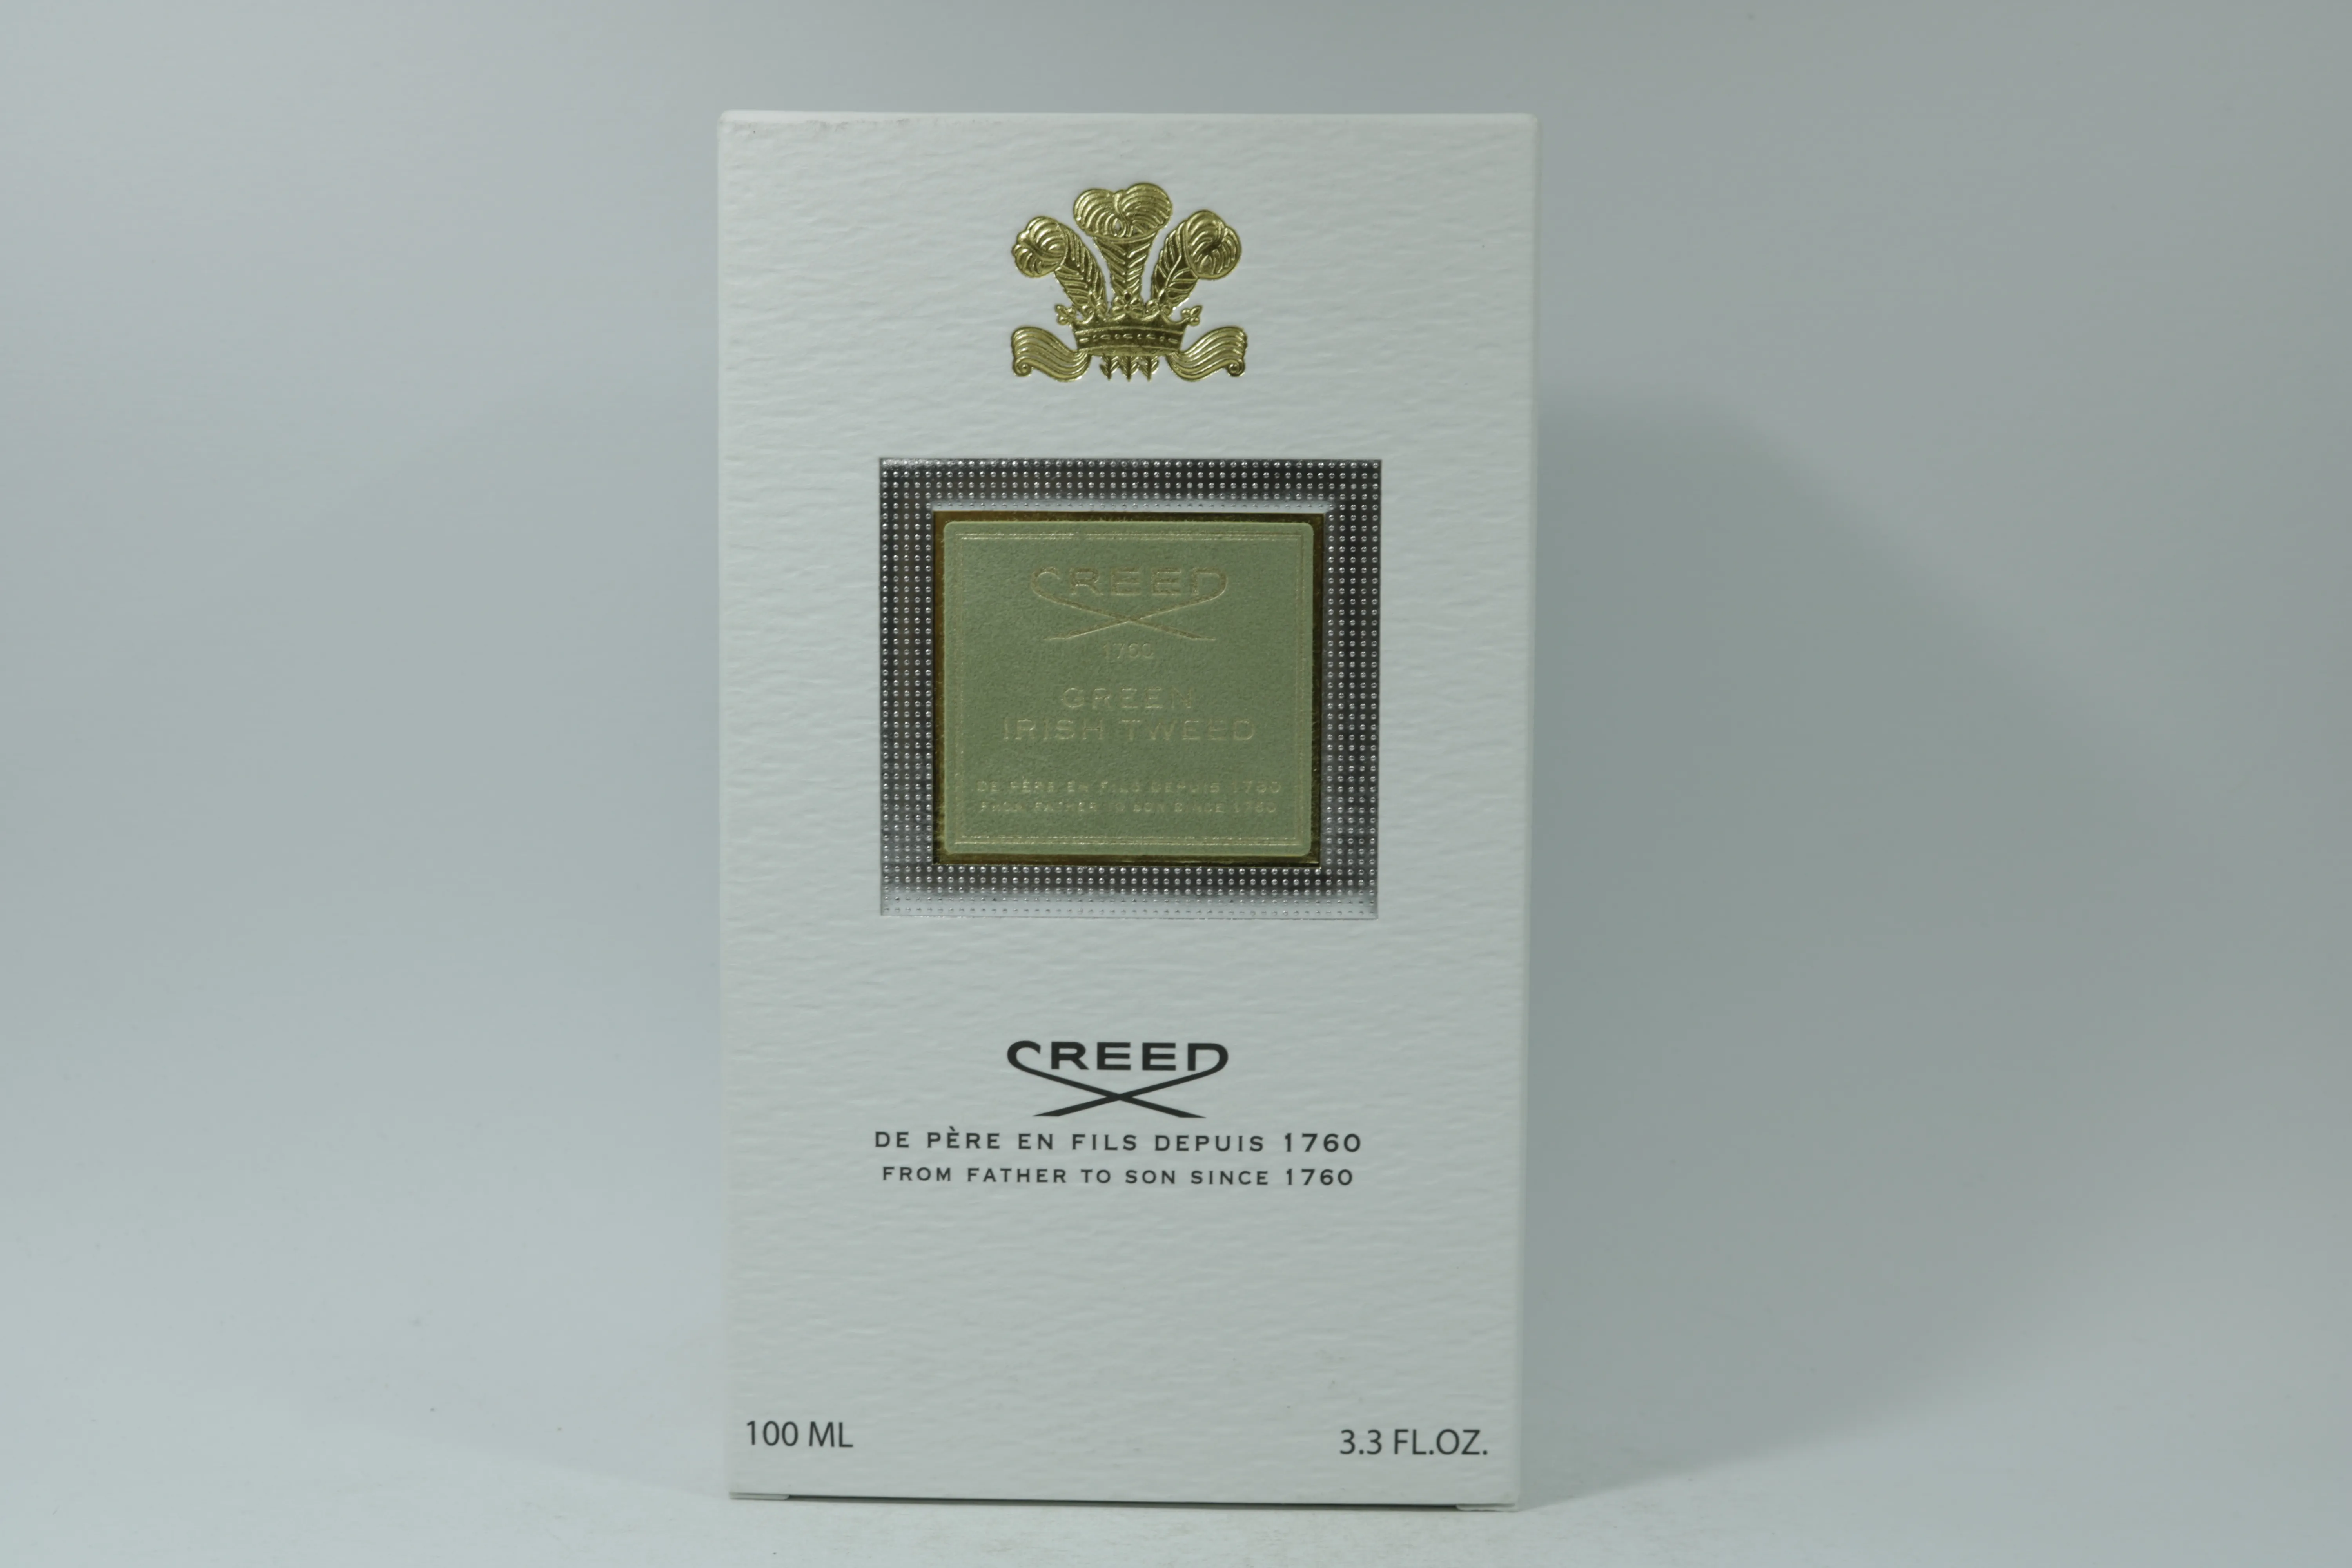 CREED
1760
GREEN
IRISH TWEED
DE PÈRE EN FILS DEPUIS 1760
FROM FATHER TO SON SINCE 1760
CREED
DE PÈRE EN FILS DEPUIS 1760
FROM FATHER TO SON SINCE 1760
100 ML
3.3 FL.OZ.